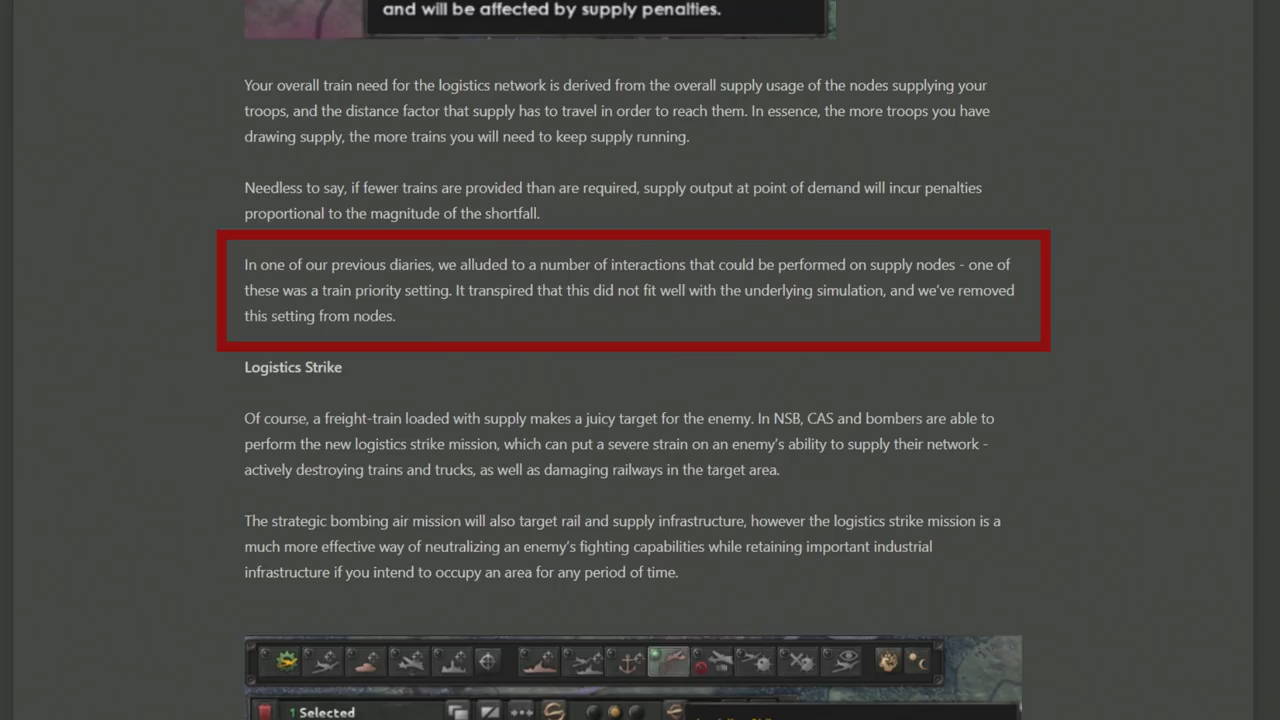 and will be affected by supply penalties.
Your overall train need for the logistics network is derived from the overall supply usage of the nodes supplying your
troops, and the distance factor that supply has to travel in order to reach them. In essence, the more troops you have
drawing supply, the more trains you will need to keep supply running.
Needless to say, if fewer trains are provided than are required, supply output at point of demand will incur penalties
proportional to the magnitude of the shortfall.
In one of our previous diaries, we alluded to a number of interactions that could be performed on supply nodes - one of
these was a train priority setting. It transpired that this did not fit well with the underlying simulation, and we've removed
this setting from nodes.
Logistics Strike
Of course, a freight-train loaded with supply makes a juicy target for the enemy. In NSB, CAS and bombers are able to
perform the new logistics strike mission, which can put a severe strain on an enemy's ability to supply their network -
actively destroying trains and trucks, as well as damaging railways in the target area.
The strategic bombing air mission will also target rail and supply infrastructure, however the logistics strike mission is a
much more effective way of neutralizing an enemy's fighting capabilities while retaining important industrial
infrastructure if you intend to occupy an area for any period of time.
1 Selected